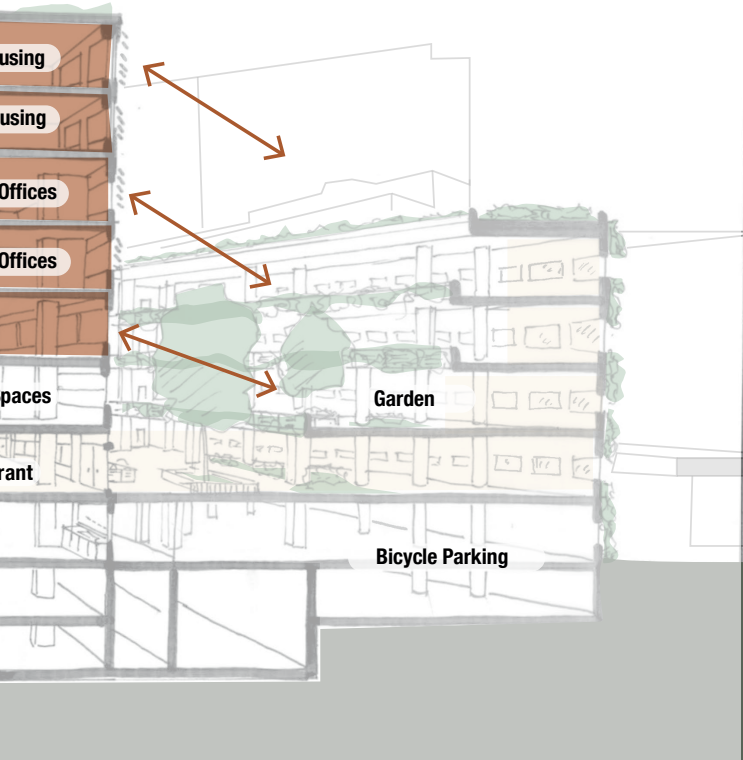 using
using
Offices
Offices
paces
Garden
rant
Bicycle Parking